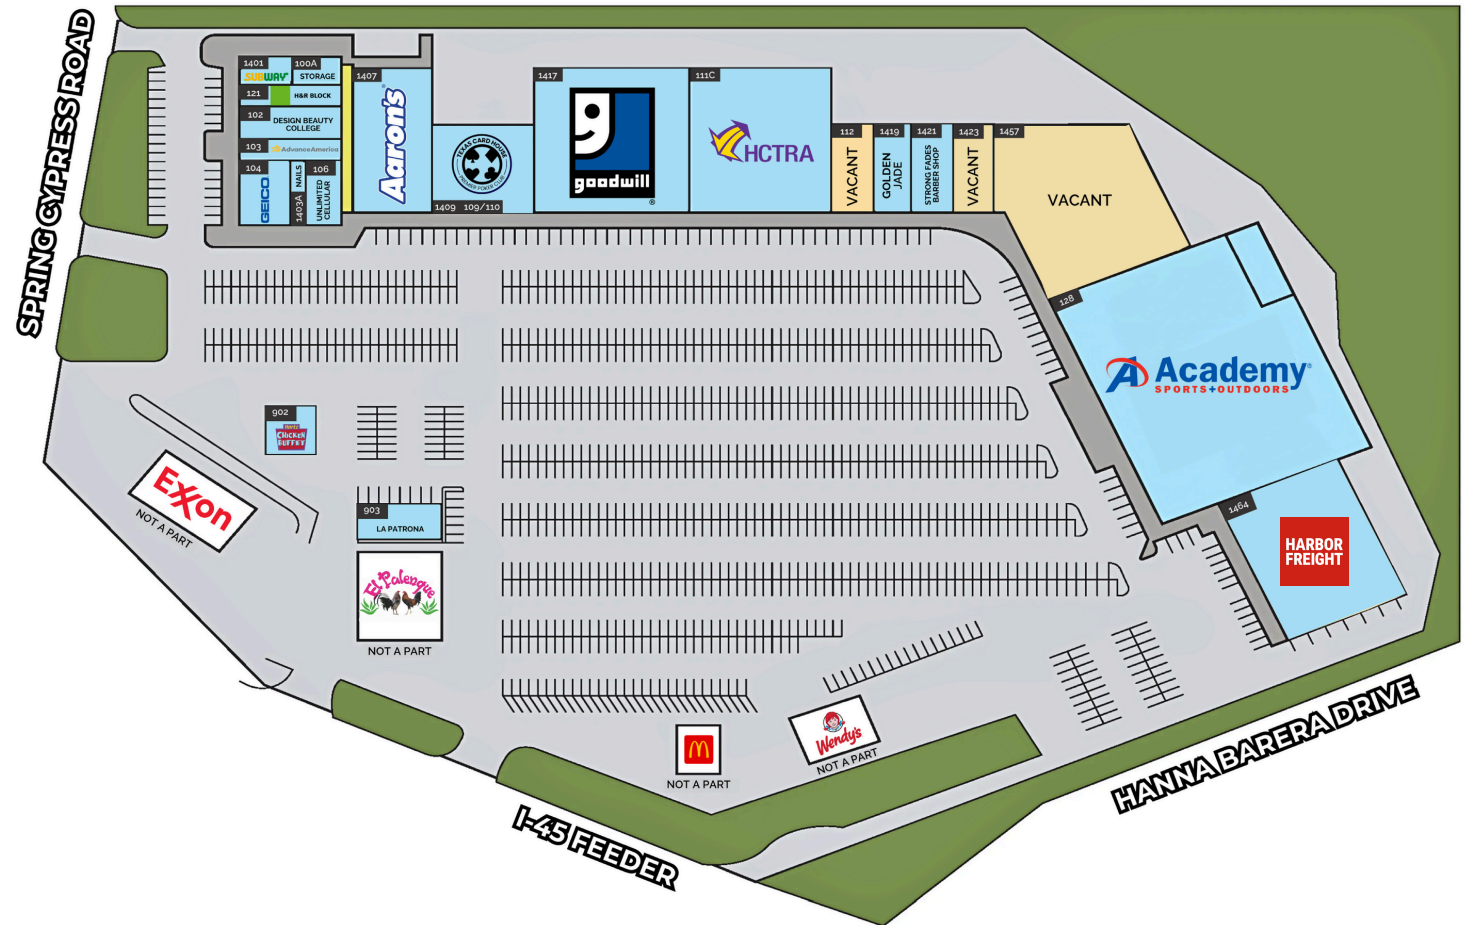 SPRING CYPRESS ROAD
1401
SUBWAY
100A
STORAGE
121
H&R BLOCK
102
DESIGN BEAUTY
COLLEGE
103
AdvanceAmerica
104
GEICO
1403A
NAILS
106
UNLIMITED
CELLULAR
1407
Aaron's
TEXAS CARD HOUSE
PREMIER POKER CLUB
1409 109/110
1417
goodwill
111C
HCTRA
112
VACANT
1419
GOLDEN
JADE
1421
STRONG FADES
BARBER SHOP
1423
VACANT
1457
VACANT
128
Academy
SPORTS+OUTDOORS
1464
HARBOR
FREIGHT
902
CHICKEN
BUFFET
Exxon
NOT A PART
903
LA PATRONA
El Palenque
NOT A PART
NOT A PART
Wendy's
NOT A PART
I-45 FEEDER
HANNA BARERA DRIVE